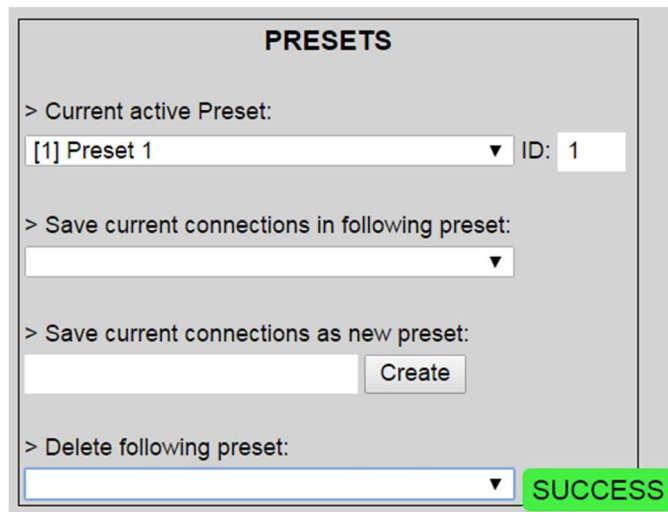 PRESETS
> Current active Preset:
[1] Preset 1 ▼ ID: 1
> Save current connections in following preset:
▼
> Save current connections as new preset:
Create
> Delete following preset:
▼ SUCCESS